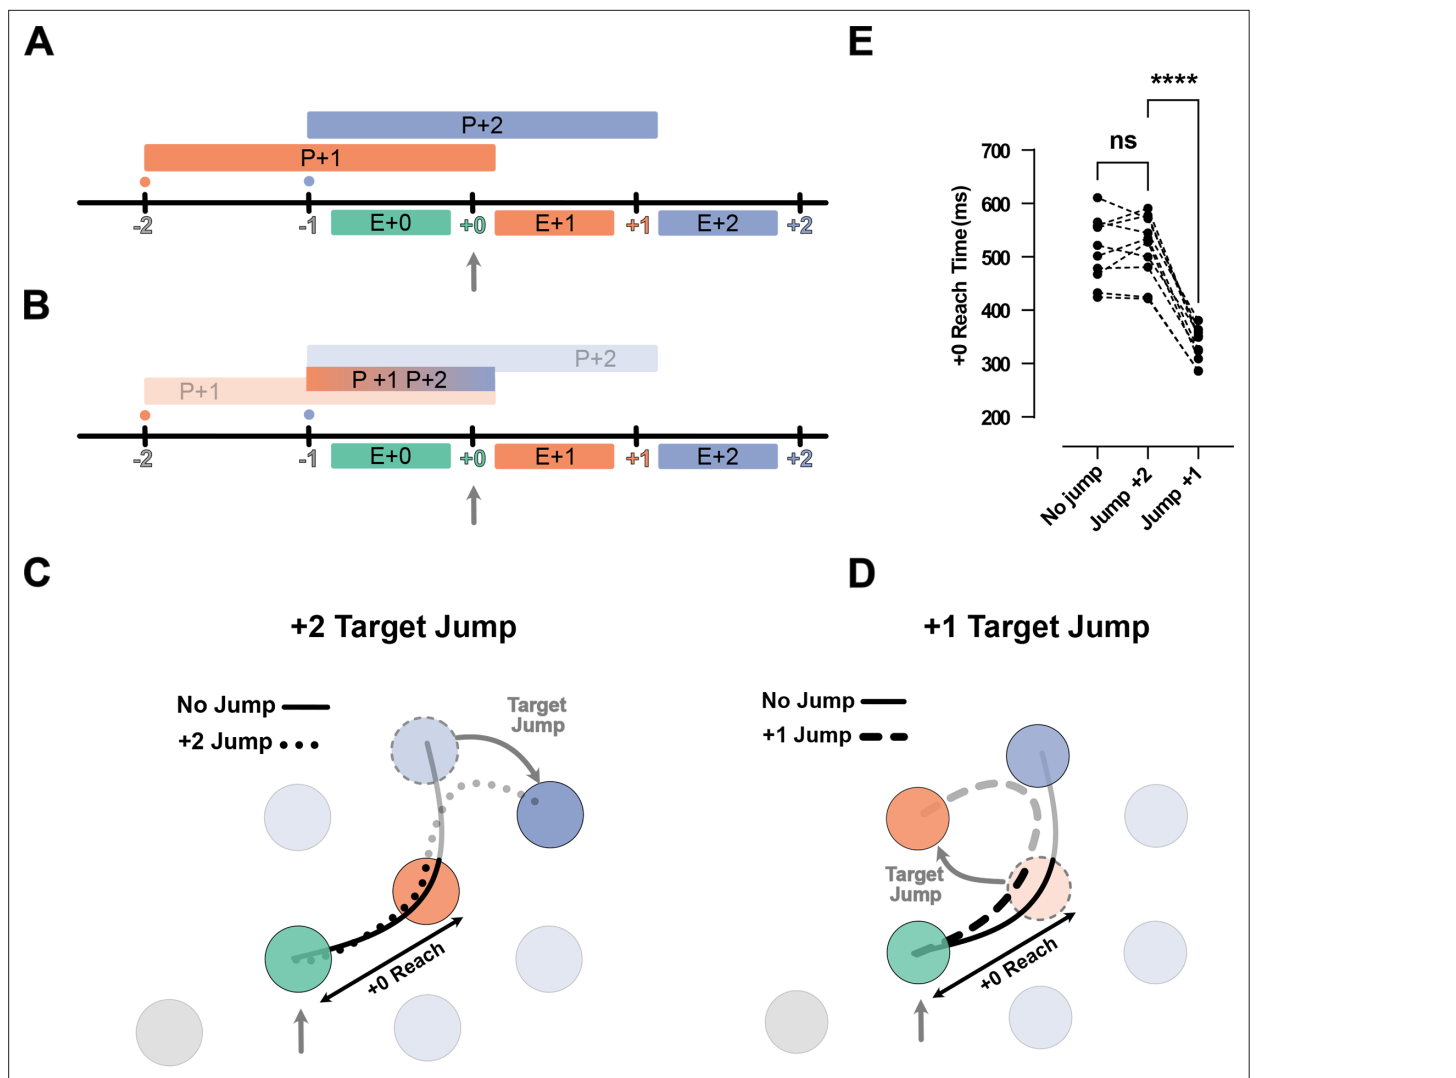 A
P+2
P+1
-2
-1
E+0
+0
E+1
+1
E+2
+2
B
P+2
P +1 P+2
P+1
-2
-1
E+0
+0
E+1
+1
E+2
+2
E
****
ns
700
600
500
400
300
200
+0 Reach Time (ms)
No jump
Jump +2
Jump +1
C
+2 Target Jump
No Jump
+2 Jump
Target
Jump
+0 Reach
D
+1 Target Jump
No Jump
+1 Jump
Target
Jump
+0 Reach